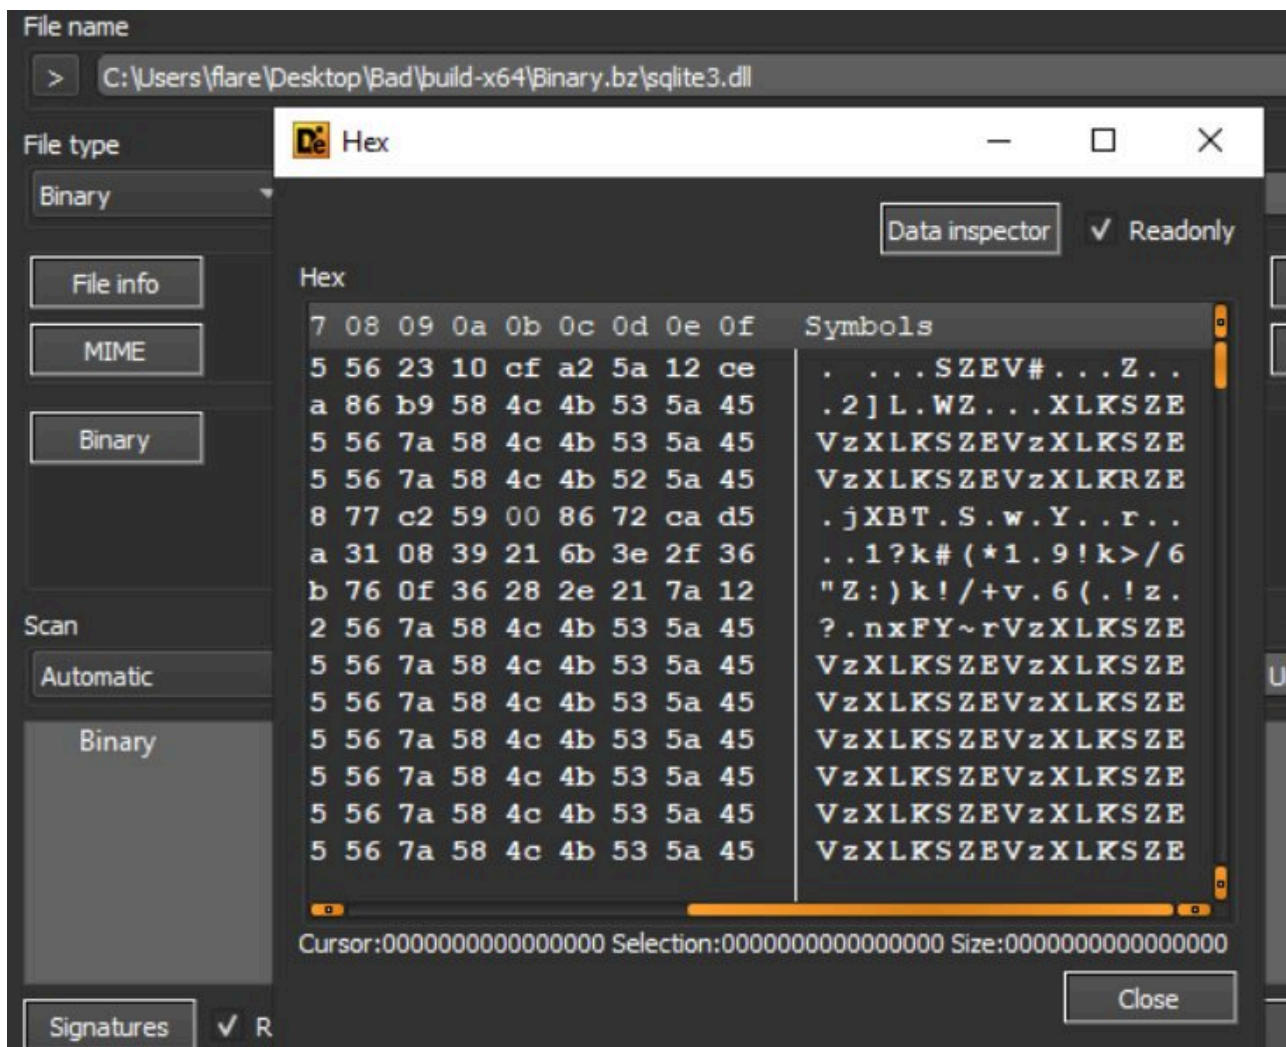 File name
> C:\Users\flare\Desktop\Bad\build-x64\Binary.bz\sqlite3.dll
File type
Hex
Binary
Data inspector
Readonly
File info
Hex
7 08 09 0a 0b 0c 0d 0e 0f Symbols
MIME
5 56 23 10 cf a2 5a 12 ce . ...SZEV#...Z..
a 86 b9 58 4c 4b 53 5a 45 .2]L.WZ...XLKSZE
Binary
5 56 7a 58 4c 4b 53 5a 45 VzXLKSZEVzXLKSZE
5 56 7a 58 4c 4b 52 5a 45 VzXLKSZEVzXLKRZE
8 77 c2 59 00 86 72 ca d5 .jXBT.S.w.Y..r..
a 31 08 39 21 6b 3e 2f 36 ..1?k#(*1.9!k>/6
b 76 0f 36 28 2e 21 7a 12 "Z:)k!/+v.6(.!z.
Scan
2 56 7a 58 4c 4b 53 5a 45 ?.nxFY~rVzXLKSZE
Automatic
5 56 7a 58 4c 4b 53 5a 45 VzXLKSZEVzXLKSZE
U
5 56 7a 58 4c 4b 53 5a 45 VzXLKSZEVzXLKSZE
Binary
5 56 7a 58 4c 4b 53 5a 45 VzXLKSZEVzXLKSZE
5 56 7a 58 4c 4b 53 5a 45 VzXLKSZEVzXLKSZE
5 56 7a 58 4c 4b 53 5a 45 VzXLKSZEVzXLKSZE
5 56 7a 58 4c 4b 53 5a 45 VzXLKSZEVzXLKSZE
Cursor:0000000000000000 Selection:0000000000000000 Size:0000000000000000
Close
Signatures
R